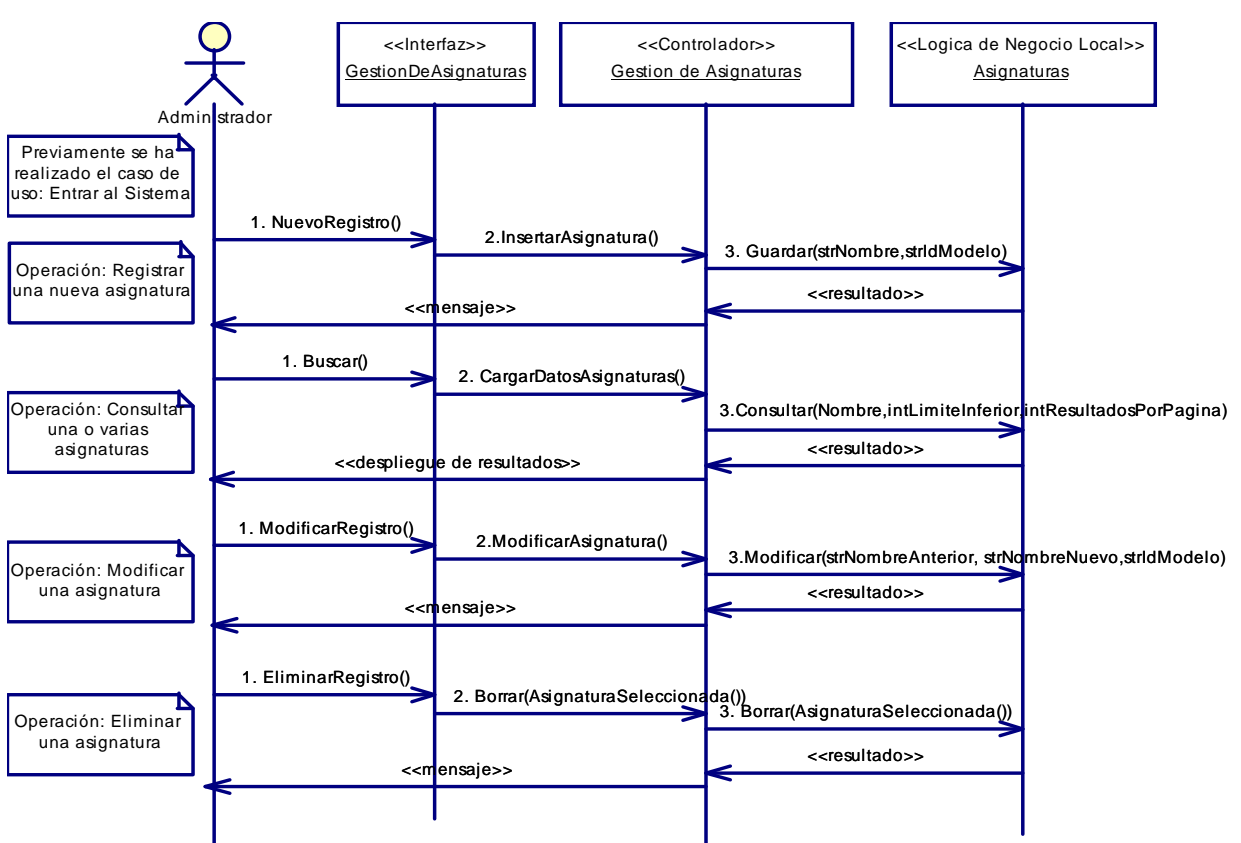 <<Interfaz>>
GestionDeAsignaturas
<<Controlador>>
Gestion de Asignaturas
<<Logica de Negocio Local>>
Asignaturas
Administrador
Previamente se ha
realizado el caso de
uso: Entrar al Sistema
1. NuevoRegistro()
2.InsertarAsignatura()
3. Guardar(strNombre,strIdModelo)
Operación: Registrar
una nueva asignatura
<<resultado>>
<<mensaje>>
1. Buscar()
2. CargarDatosAsignaturas()
Operación: Consultar
una o varias
asignaturas
3.Consultar(Nombre,intLimiteInferior,intResultadosPorPagina)
<<resultado>>
<<despliegue de resultados>>
1. ModificarRegistro()
2.ModificarAsignatura()
3.Modificar(strNombreAnterior, strNombreNuevo,strIdModelo)
Operación: Modificar
una asignatura
<<resultado>>
<<mensaje>>
1. EliminarRegistro()
2. Borrar(AsignaturaSeleccionada())
3. Borrar(AsignaturaSeleccionada())
Operación: Eliminar
una asignatura
<<resultado>>
<<mensaje>>